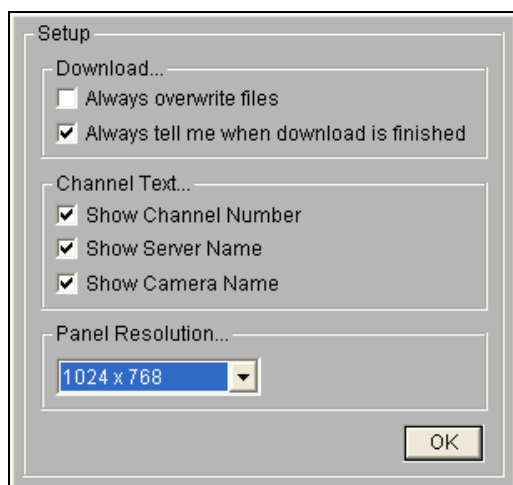 Setup
Download...
Always overwrite files
Always tell me when download is finished
Channel Text...
Show Channel Number
Show Server Name
Show Camera Name
Panel Resolution...
1024 x 768
OK